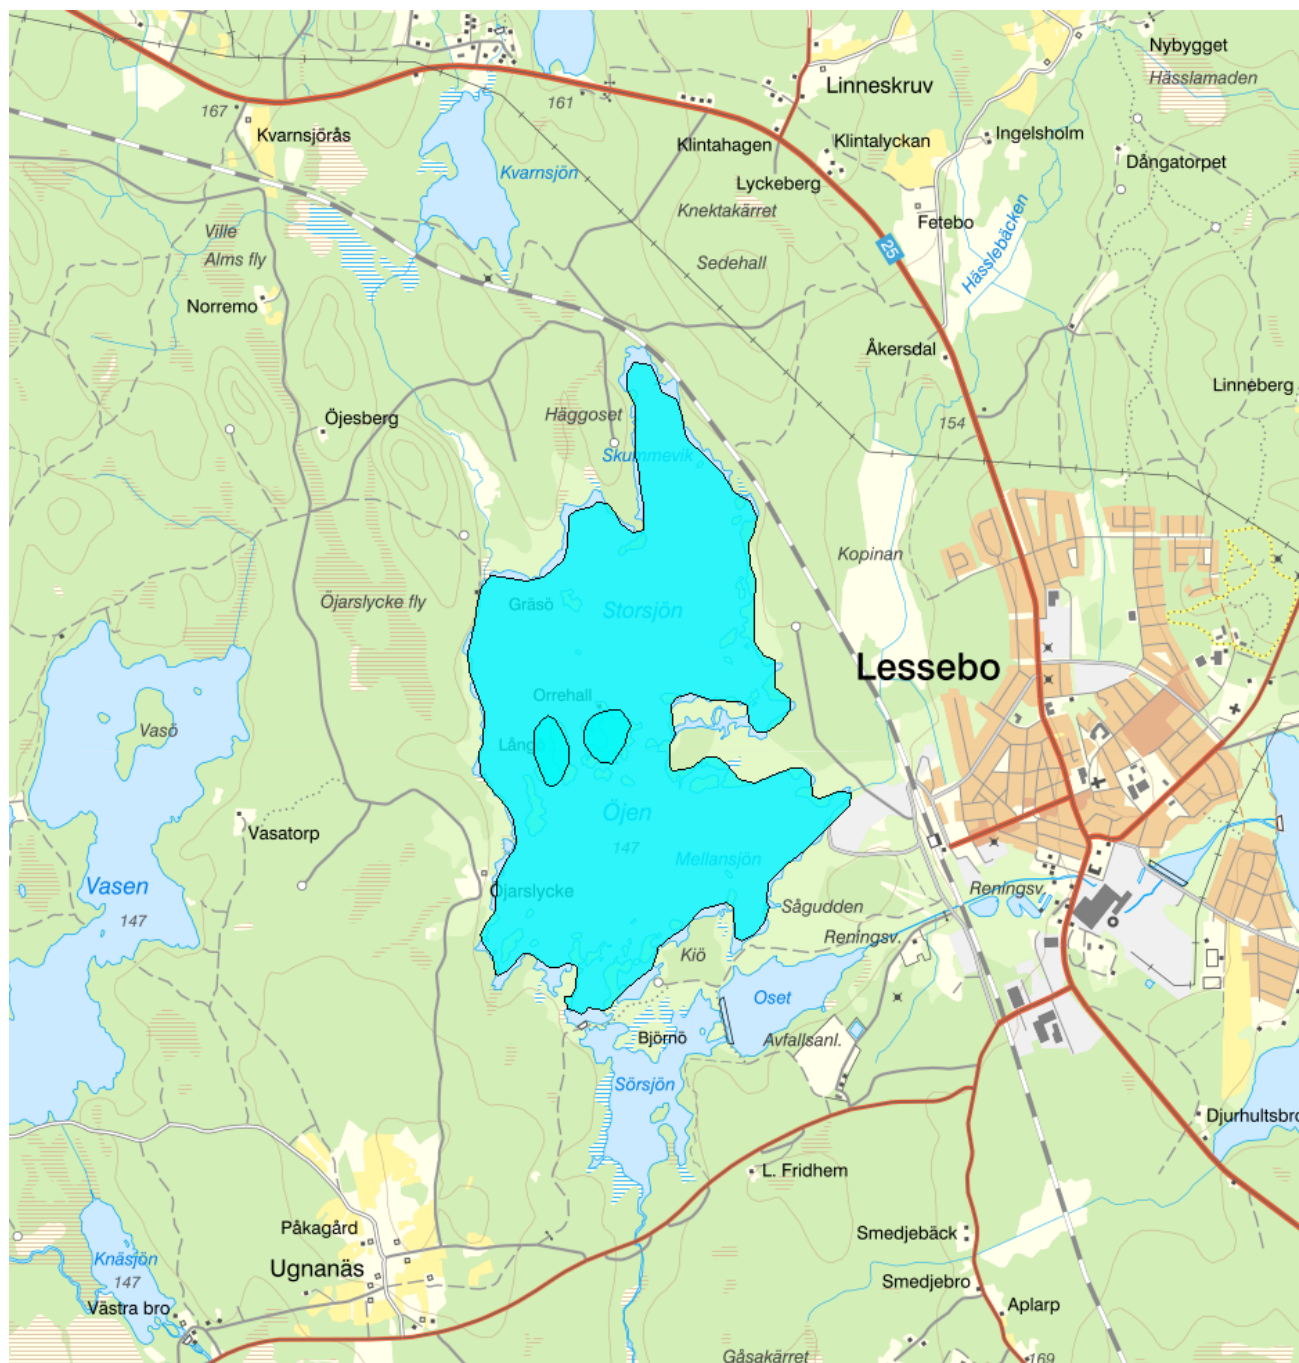 Nybygget
Hässlamaden
Linneskruv
167
161
Kvarnsjörås
Klintahagen
Klintalyckan
Ingelsholm
Dångatorpet
Kvarnsjön
Lyckeberg
Knektakärret
Fetebo
Ville
Alms fly
25
Hässlebäcken
Sedehall
Norremo
Åkersdal
Linneberg
Häggoset
Öjesberg
154
Skummevik
Kopinan
Öjarslycke fly
Gräsö
Storsjön
Lessebo
Orrehall
Vasö
Långö
Öjen
Vasatorp
147
Mellansjön
Vasen
147
Öjarslycke
Reningsv.
Sågudden
Reningsv.
Kiö
Oset
Björnö
Avfallsanl.
Sörsjön
Djurhultsbro
L. Fridhem
Påkagård
Smedjebäck
Knäsjön
147
Ugnanäs
Smedjebro
Västra bro
Aplarp
Gåsakärret
169